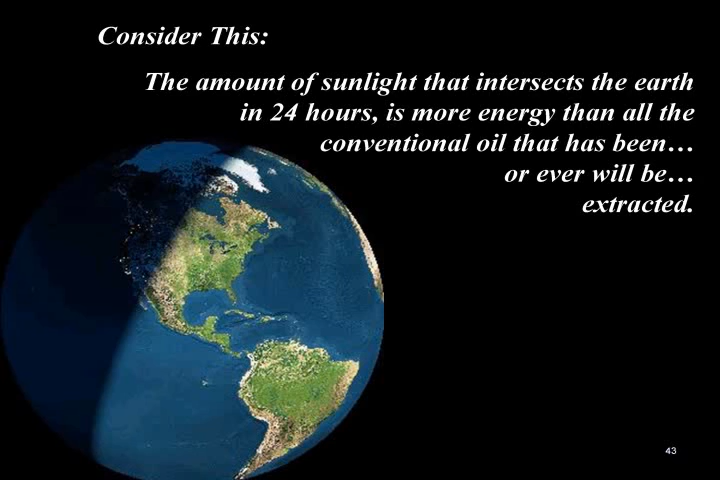 Consider This:
The amount of sunlight that intersects the earth
in 24 hours, is more energy than all the
conventional oil that has been…
or ever will be…
extracted.
43